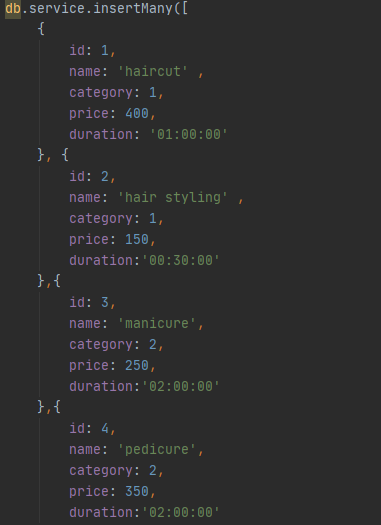 db.service.insertMany([
    {
        id: 1,
        name: 'haircut' ,
        category: 1,
        price: 400,
        duration: '01:00:00'
    }, {
        id: 2,
        name: 'hair styling' ,
        category: 1,
        price: 150,
        duration:'00:30:00'
    },{
        id: 3,
        name: 'manicure',
        category: 2,
        price: 250,
        duration:'02:00:00'
    },{
        id: 4,
        name: 'pedicure',
        category: 2,
        price: 350,
        duration:'02:00:00'